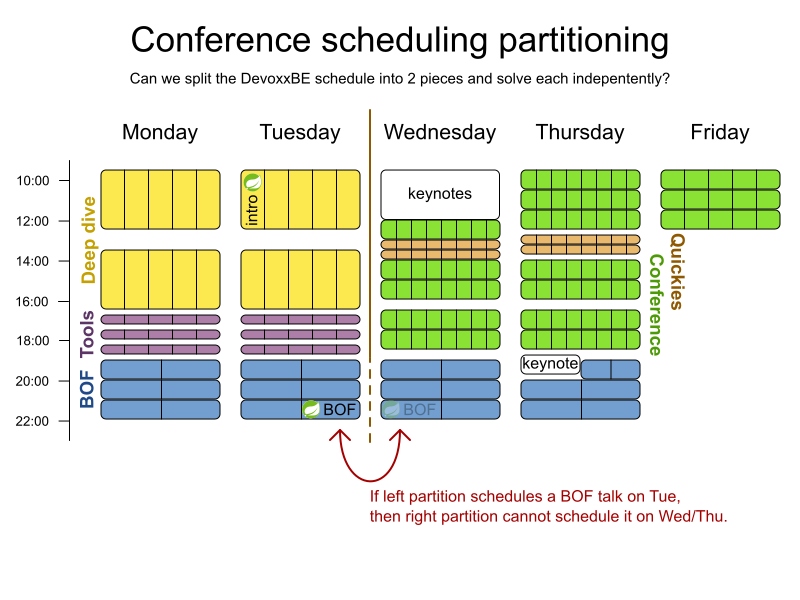 Conference scheduling partitioning
Can we split the DevoxxBE schedule into 2 pieces and solve each indepentently?
Monday
Tuesday
Wednesday
Thursday
Friday
10:00
12:00
14:00
16:00
18:00
20:00
22:00
Deep dive
Tools
BOF
intro
BOF
keynotes
BOF
keynote
Conference
Quickies
If left partition schedules a BOF talk on Tue,
then right partition cannot schedule it on Wed/Thu.